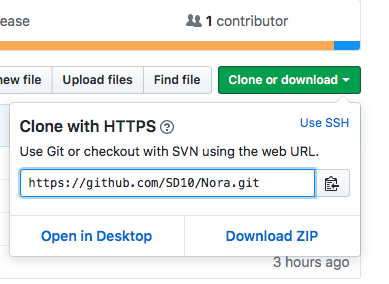 ease
1 contributor
new file
Upload files
Find file
Clone or download
Clone with HTTPS
Use SSH
Use Git or checkout with SVN using the web URL.
https://github.com/SD10/Nora.git
Open in Desktop
Download ZIP
3 hours ago